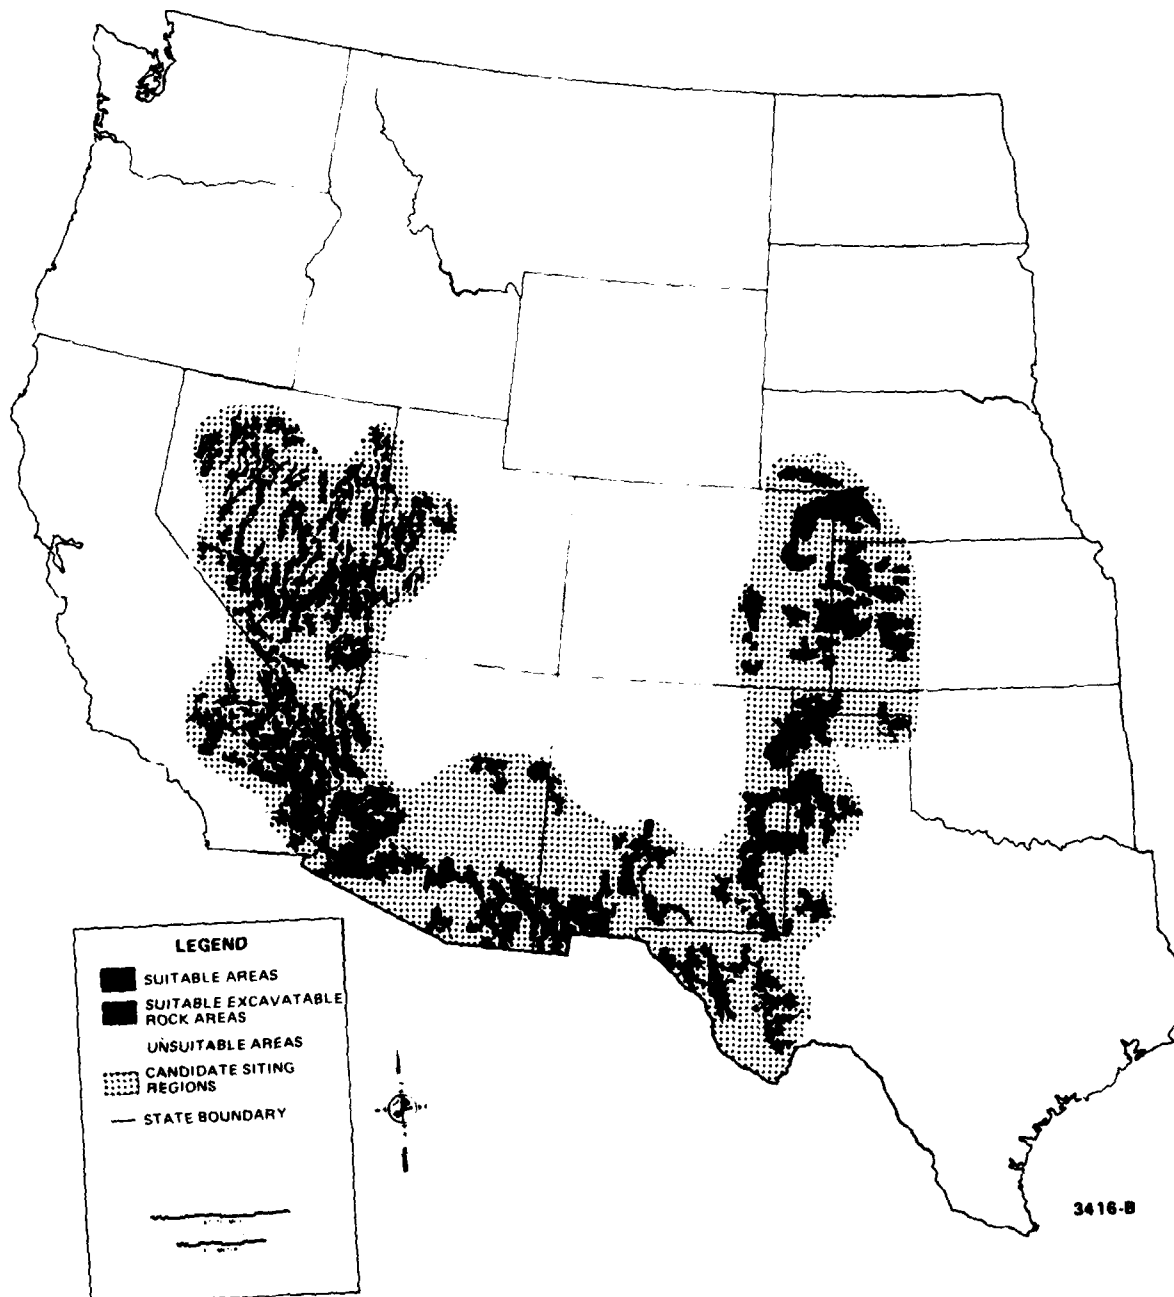 LEGEND
SUITABLE AREAS
SUITABLE EXCAVATABLE
ROCK AREAS
UNSUITABLE AREAS
CANDIDATE SITING
REGIONS
STATE BOUNDARY
3416-B